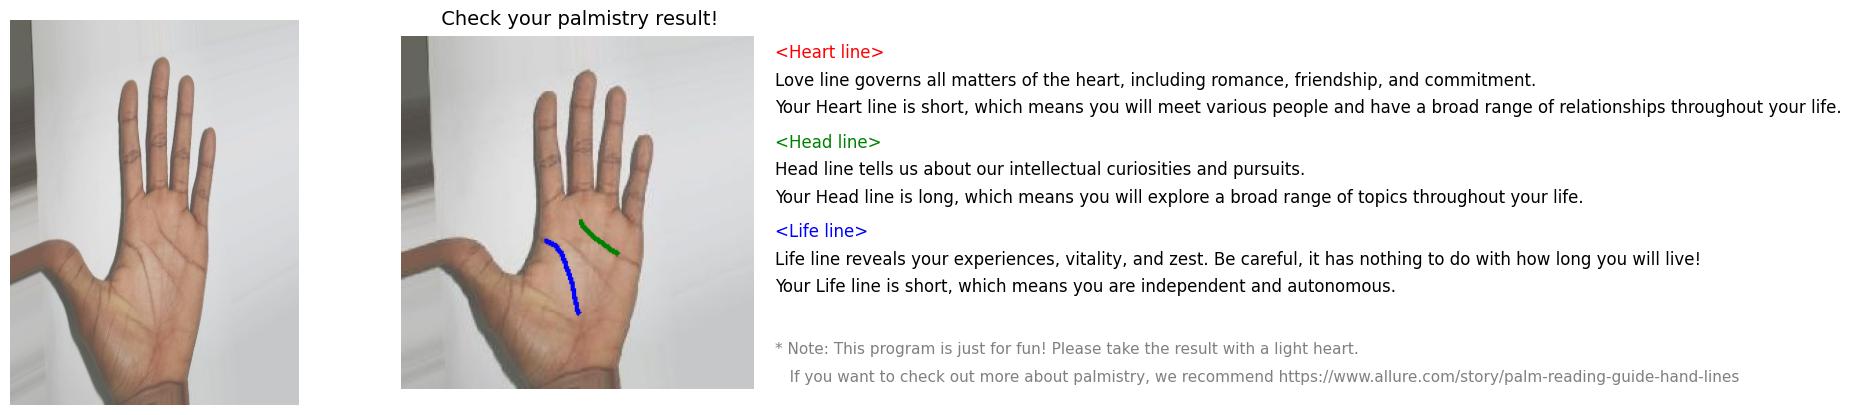 Check your palmistry result!
<Heart line>
Love line governs all matters of the heart, including romance, friendship, and commitment.
Your Heart line is short, which means you will meet various people and have a broad range of relationships throughout your life.
<Head line>
Head line tells us about our intellectual curiosities and pursuits.
Your Head line is long, which means you will explore a broad range of topics throughout your life.
<Life line>
Life line reveals your experiences, vitality, and zest. Be careful, it has nothing to do with how long you will live!
Your Life line is short, which means you are independent and autonomous.
* Note: This program is just for fun! Please take the result with a light heart.
If you want to check out more about palmistry, we recommend https://www.allure.com/story/palm-reading-guide-hand-lines